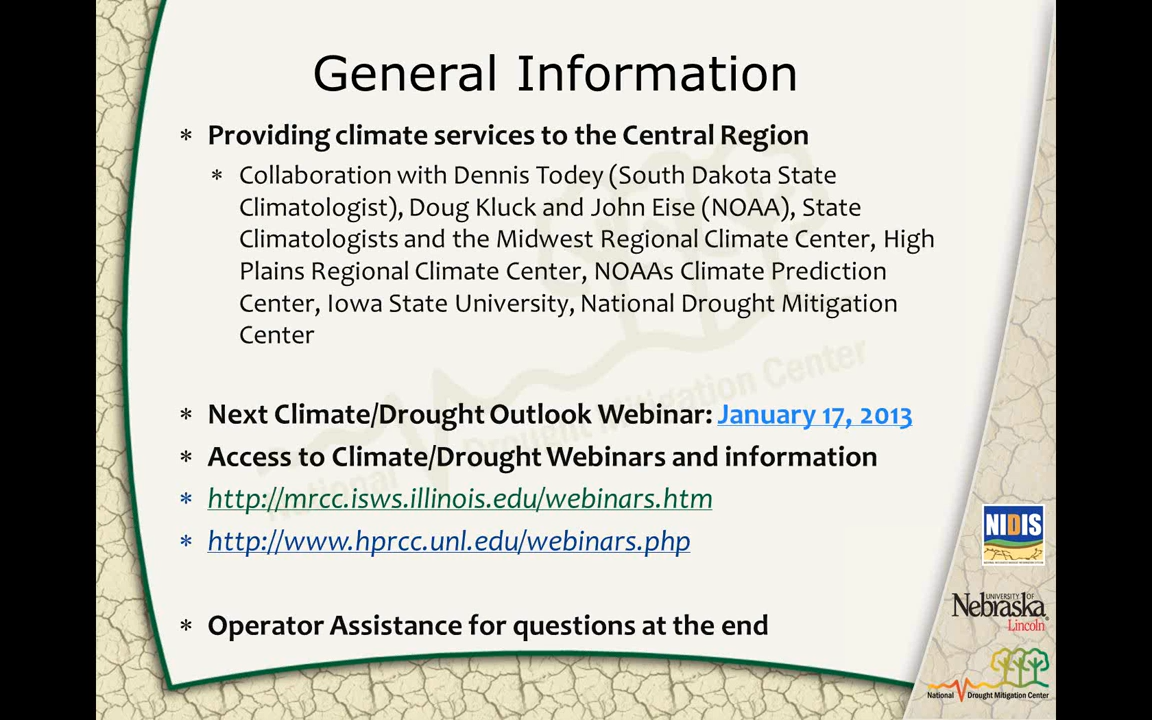 General Information
* Providing climate services to the Central Region
* Collaboration with Dennis Todey (South Dakota State
Climatologist), Doug Kluck and John Eise (NOAA), State
Climatologists and the Midwest Regional Climate Center, High
Plains Regional Climate Center, NOAAs Climate Prediction
Center, Iowa State University, National Drought Mitigation
Center
* Next Climate/Drought Outlook Webinar: January 17, 2013
* Access to Climate/Drought Webinars and information
* http://mrcc.isws.illinois.edu/webinars.htm
* http://www.hprcc.unl.edu/webinars.php
* Operator Assistance for questions at the end
National Drought Mitigation Center
NIDIS
UNIVERSITY OF
Nebraska
Lincoln
National Drought Mitigation Center